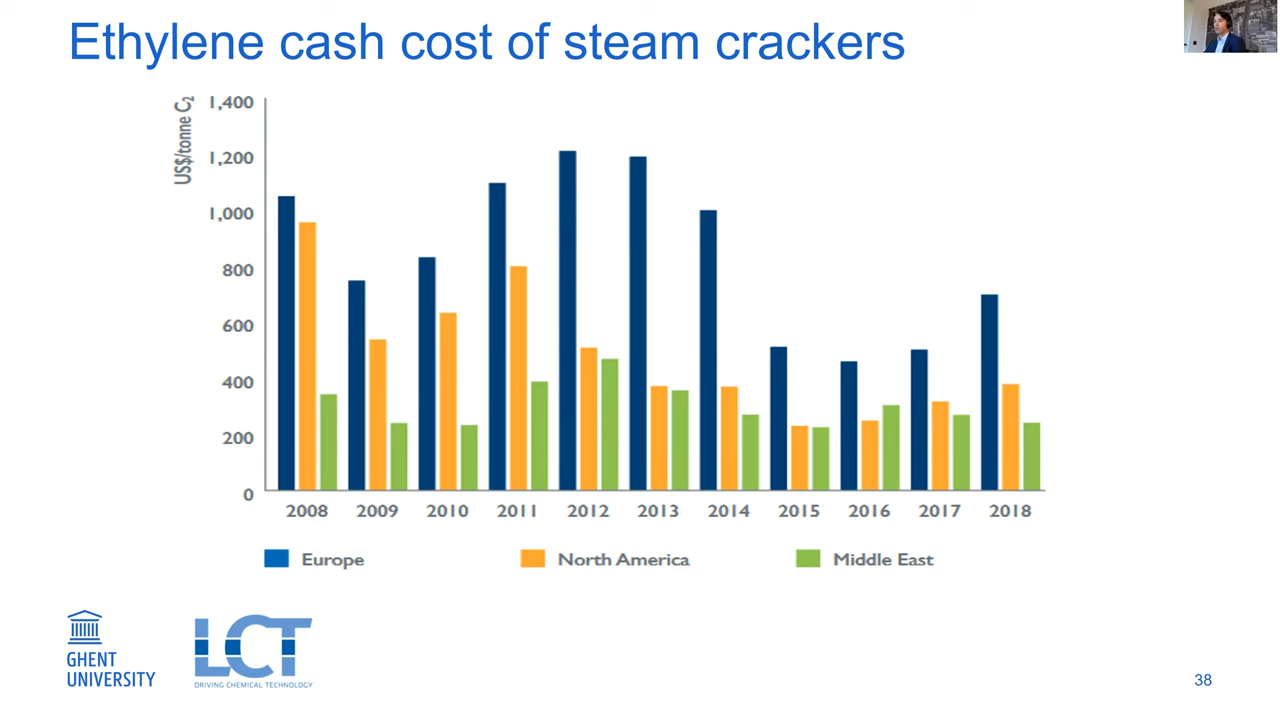 Ethylene cash cost of steam crackers
US$/tonne C2
1,400
1,200
1,000
800
600
400
200
0
2008 2009 2010 2011 2012 2013 2014 2015 2016 2017 2018
Europe North America Middle East
GHENT
UNIVERSITY
LCT
DRIVING CHEMICAL TECHNOLOGY
38